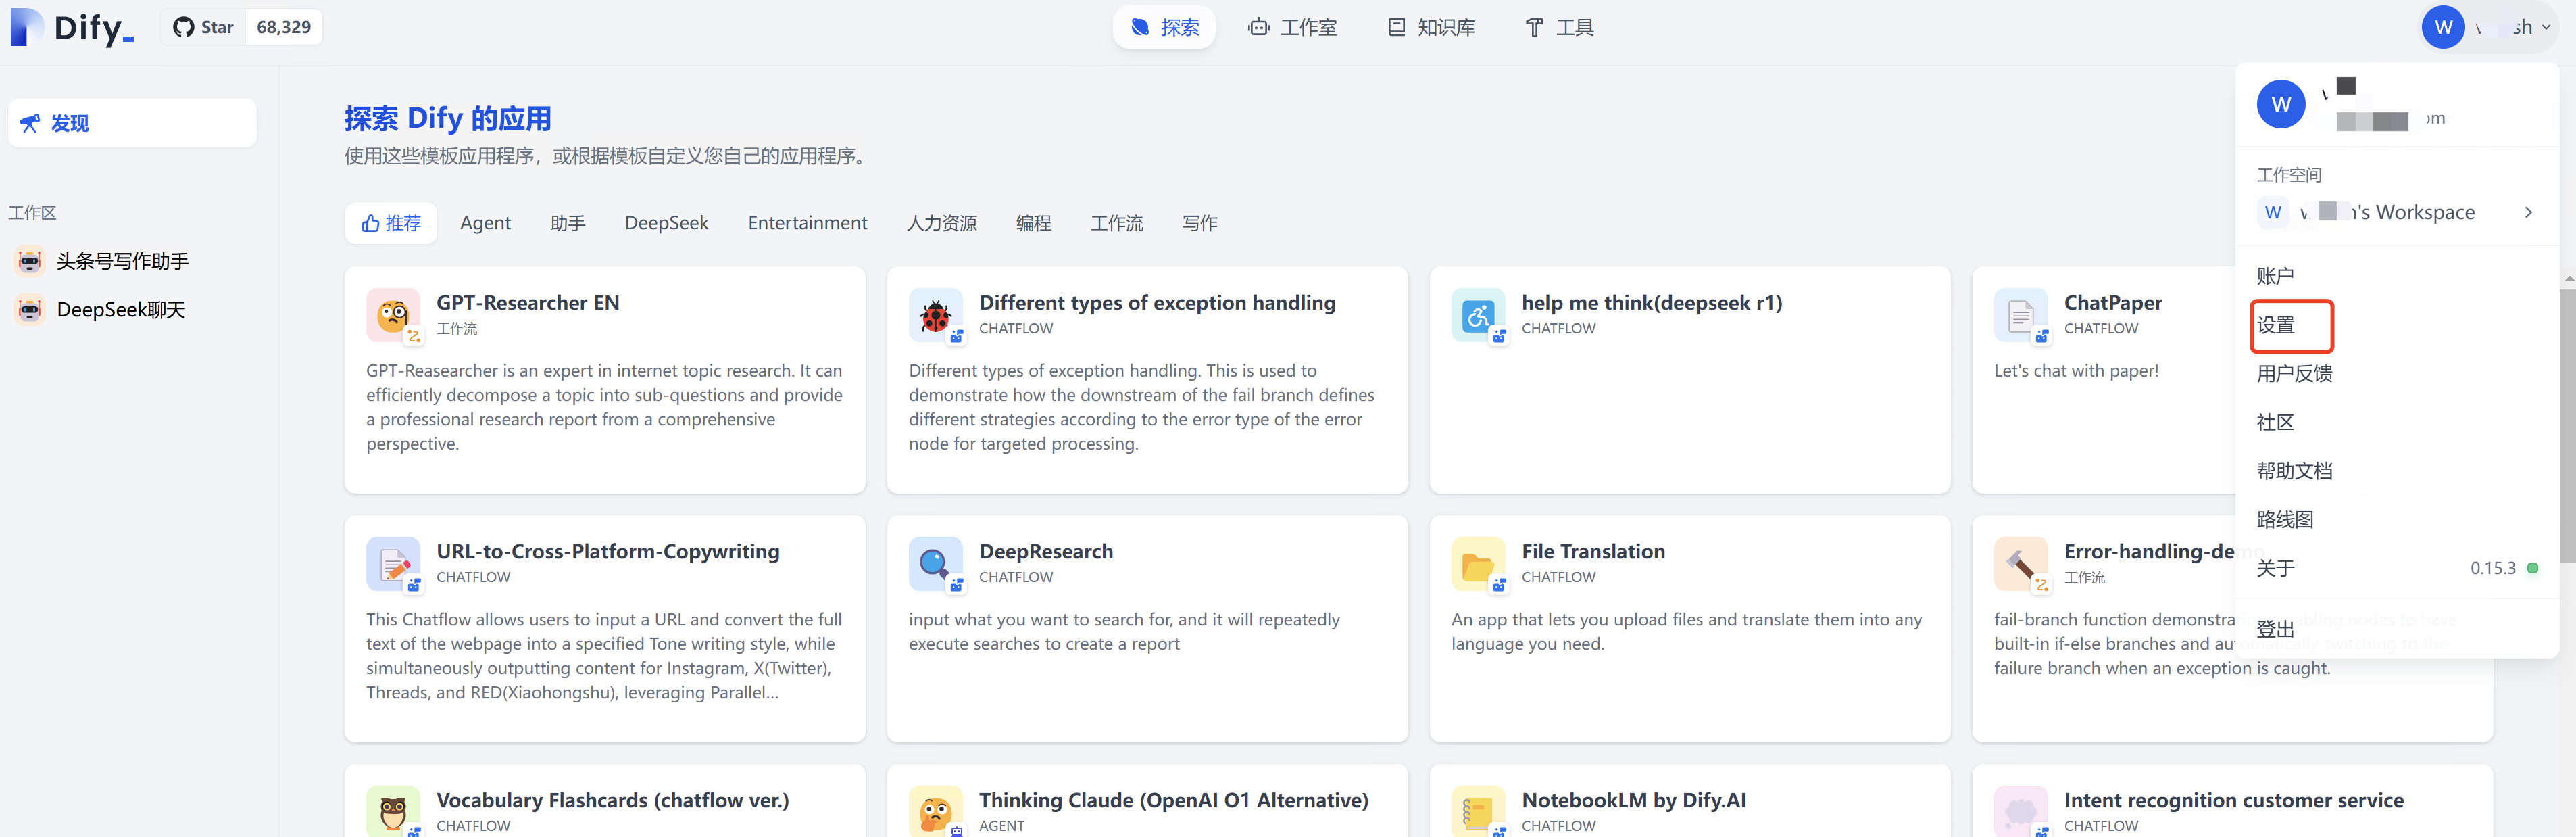 Dify_
Star 68,329
探索
工作室
知识库
工具
W
sh
发现
工作区
头条号写作助手
DeepSeek聊天
探索 Dify 的应用
使用这些模板应用程序，或根据模板自定义您自己的应用程序。
推荐 Agent 助手 DeepSeek Entertainment 人力资源 编程 工作流 写作
GPT-Researcher EN
工作流
GPT-Reasearcher is an expert in internet topic research. It can
efficiently decompose a topic into sub-questions and provide
a professional research report from a comprehensive
perspective.
Different types of exception handling
CHATFLOW
Different types of exception handling. This is used to
demonstrate how the downstream of the fail branch defines
different strategies according to the error type of the error
node for targeted processing.
help me think(deepseek r1)
CHATFLOW
ChatPaper
CHATFLOW
Let's chat with paper!
URL-to-Cross-Platform-Copywriting
CHATFLOW
This Chatflow allows users to input a URL and convert the full
text of the webpage into a specified Tone writing style, while
simultaneously outputting content for Instagram, X(Twitter),
Threads, and RED(Xiaohongshu), leveraging Parallel...
DeepResearch
CHATFLOW
input what you want to search for, and it will repeatedly
execute searches to create a report
File Translation
CHATFLOW
An app that lets you upload files and translate them into any
language you need.
Error-handling-demo
工作流
fail-branch function demonstra abling nodes to have
built-in if-else branches and automatically switching to the
failure branch when an exception is caught.
Vocabulary Flashcards (chatflow ver.)
CHATFLOW
Thinking Claude (OpenAI O1 Alternative)
AGENT
NotebookLM by Dify.AI
CHATFLOW
Intent recognition customer service
CHATFLOW
W
om
工作空间
W 's Workspace
账户
设置
用户反馈
社区
帮助文档
路线图
关于 0.15.3
登出